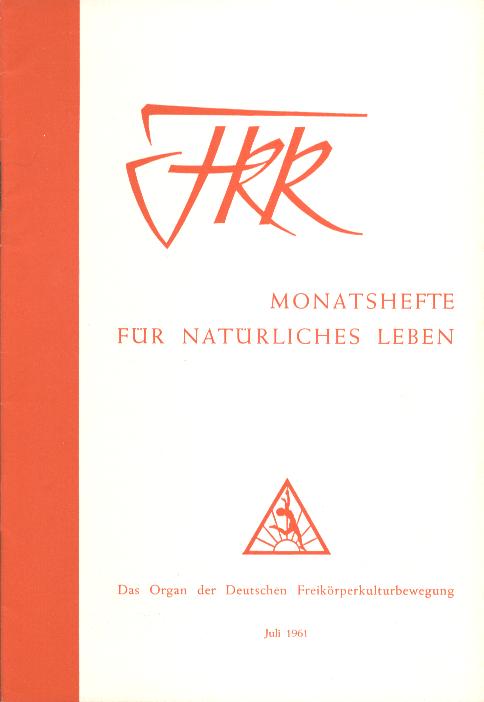 FKK
MONATSHEFTE
FÜR NATÜRLICHES LEBEN
Das Organ der Deutschen Freikörperkulturbewegung
Juli 1961